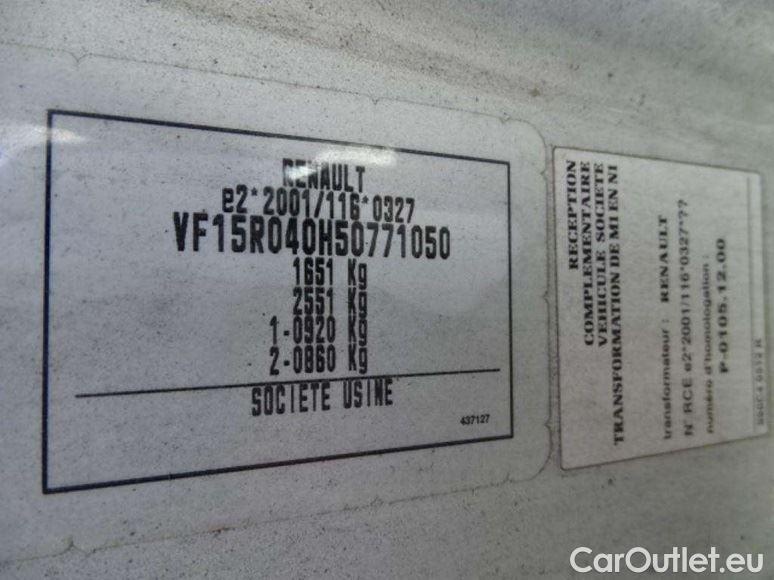 RENAULT
e2*2001/116*0327
VF15R040H50771050
1651 Kg
2551 Kg
1-0920 Kg
2-0860 Kg
SOCIETE USINE
437127
RECEPTION
COMPLEMENTAIRE
VEHICULE SOCIETE
TRANSFORMATION DE MI EN NI
transformateur : RENAULT
N° RCE e2*2001/116*0327*??
numéro d'homologation :
P-0105.12.00
CarOutlet.eu